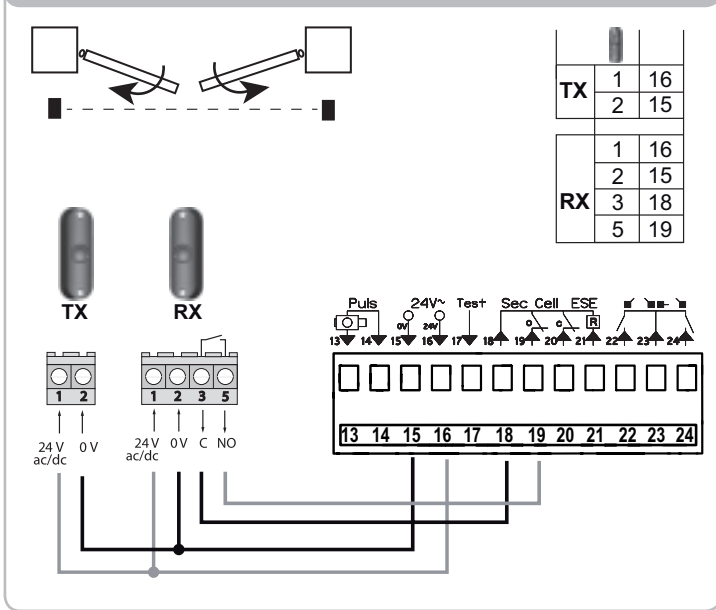 TX 1 16
2 15
RX 1 16
2 15
3 18
5 19
TX RX
Puls 24V~ Test Sec Cell ESE
0V 24V C C R
13 14 15 16 17 18 19 20 21 22 23 24
1 2
1 2 3 5
13 14 15 16 17 18 19 20 21 22 23 24
24 V ac/dc 0 V
24 V ac/dc 0 V C NO